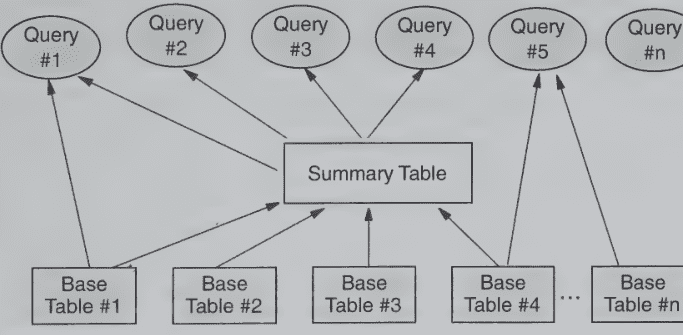 Query
#1
Query
#2
Query
#3
Query
#4
Query
#5
Query
#n
Summary Table
Base
Table #1
Base
Table #2
Base
Table #3
Base
Table #4
...
Base
Table #n